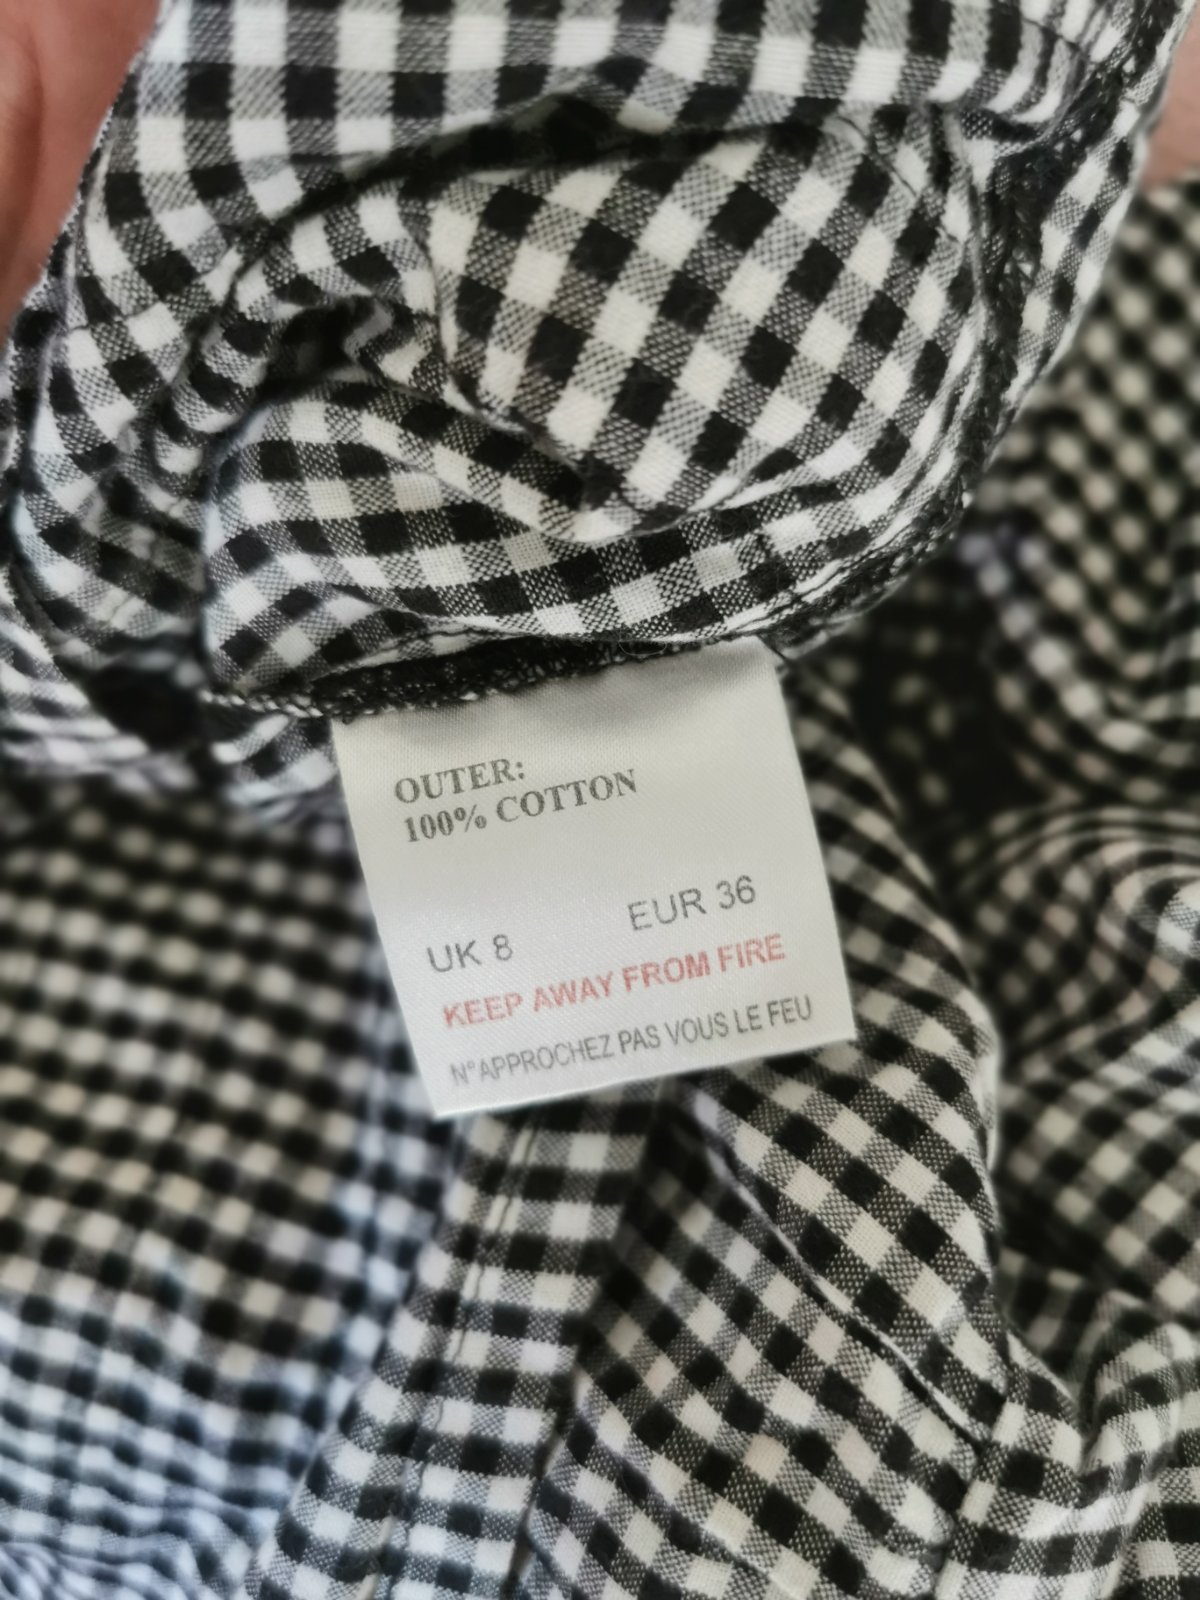 OUTER:
100% COTTON
UK 8 EUR 36
KEEP AWAY FROM FIRE
N°APPROCHEZ PAS VOUS LE FEU